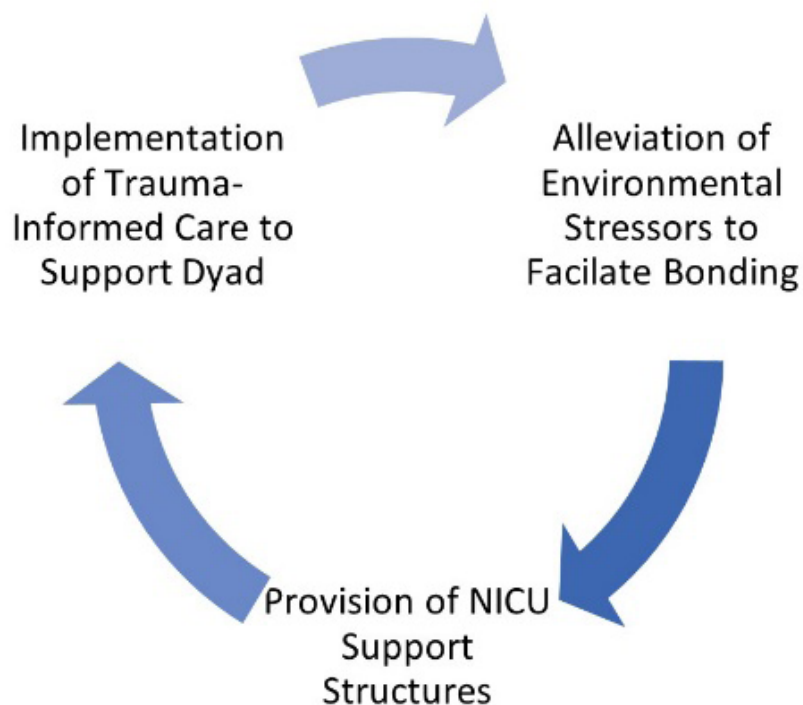 Implementation
of Trauma-
Informed Care to
Support Dyad
Alleviation of
Environmental
Stressors to
Facilate Bonding
Provision of NICU
Support
Structures